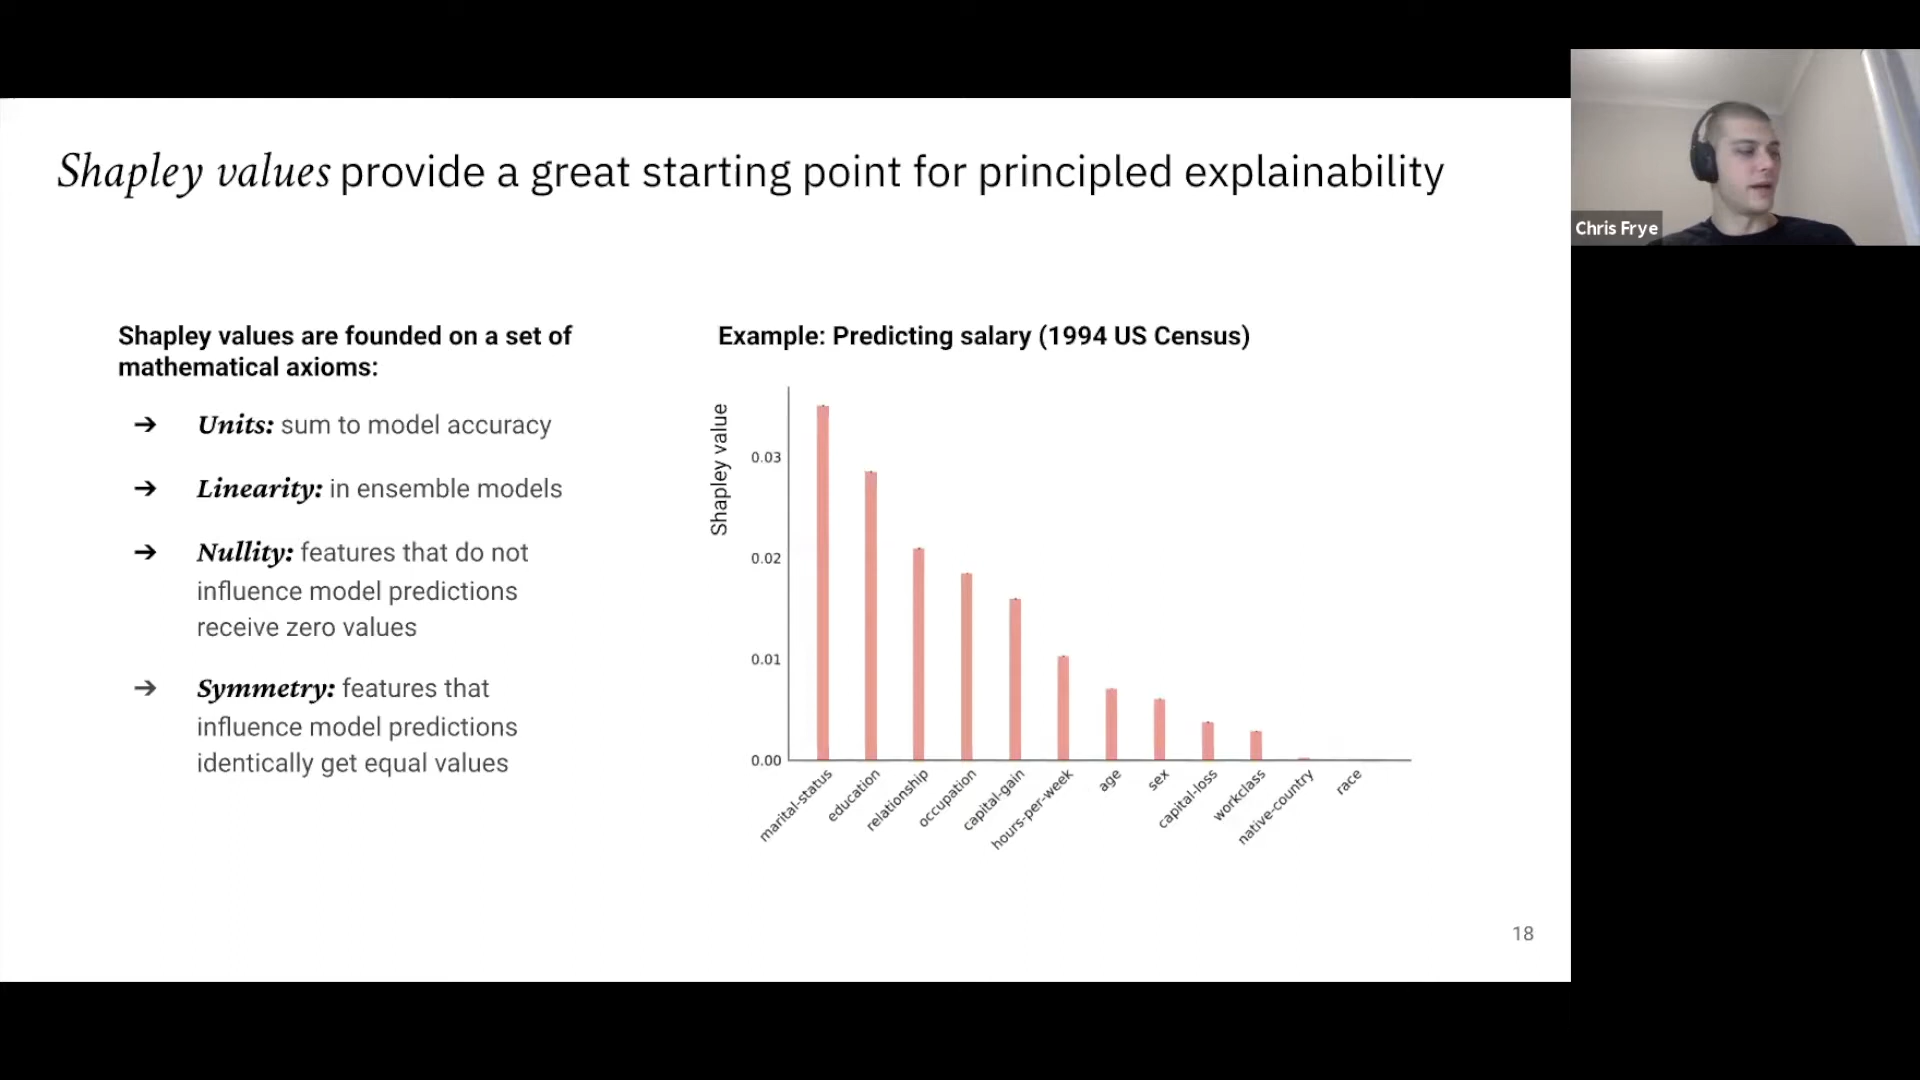 Shapley values provide a great starting point for principled explainability
Chris Frye
Shapley values are founded on a set of
mathematical axioms:
➔ Units: sum to model accuracy
➔ Linearity: in ensemble models
➔ Nullity: features that do not
influence model predictions
receive zero values
➔ Symmetry: features that
influence model predictions
identically get equal values
Example: Predicting salary (1994 US Census)
Shapley value
0.03
0.02
0.01
0.00
marital-status
education
relationship
occupation
capital-gain
hours-per-week
age
sex
capital-loss
workclass
native-country
race
18